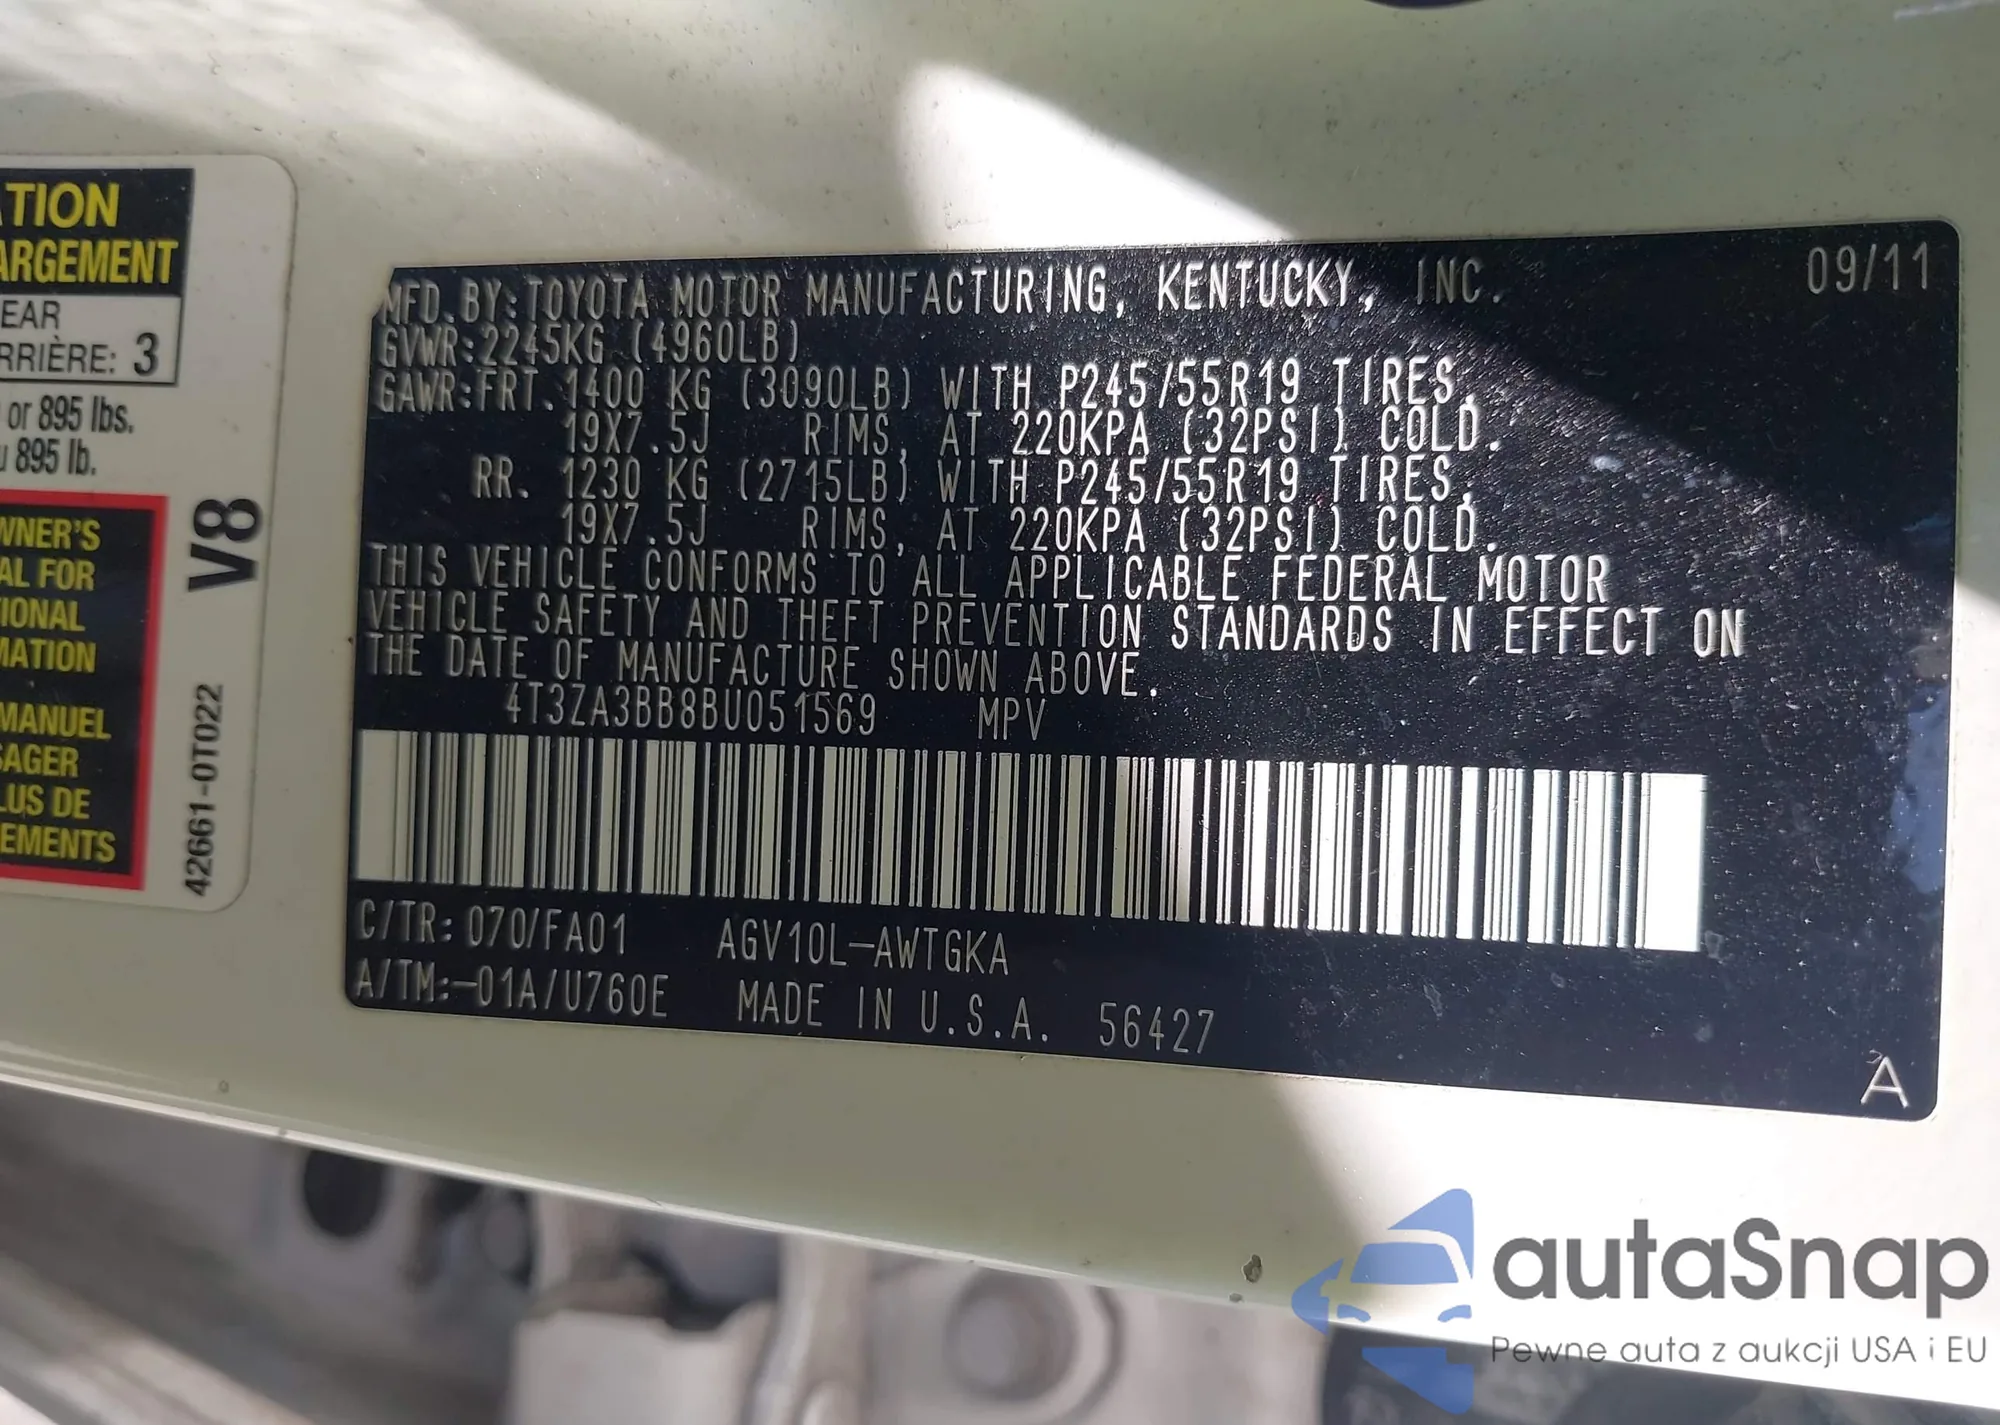 ATION
ARGEMENT
EAR
RRIÈRE: 3
or 895 lbs.
u 895 lb.
WNER'S
AL FOR
IONAL
MATION
MANUEL
SAGER
LUS DE
EMENTS
V8
42661-0T022
09/11
MFD.BY:TOYOTA MOTOR MANUFACTURING, KENTUCKY, INC.
GVWR:2245KG (4960LB)
GAWR:FRT.1400 KG (3090LB) WITH P245/55R19 TIRES,
19X7.5J RIMS, AT 220KPA (32PSI) COLD.
RR. 1230 KG (2715LB) WITH P245/55R19 TIRES,
19X7.5J RIMS, AT 220KPA (32PSI) COLD.
THIS VEHICLE CONFORMS TO ALL APPLICABLE FEDERAL MOTOR
VEHICLE SAFETY AND THEFT PREVENTION STANDARDS IN EFFECT ON
THE DATE OF MANUFACTURE SHOWN ABOVE.
4T3ZA3BB8BU051569 MPV
C/TR:070/FA01 AGV10L-AWTGKA
A/TM:-01A/U760E MADE IN U.S.A. 56427
A
autaSnap
Pewne auta z aukcji USA i EU